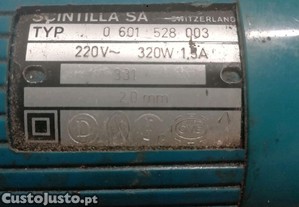 SCINTILLA SA SWITZERLAND
TYP 0 601 528 003
220V~ 320W 1,5A
331
20 mm
CustoJusto.pt